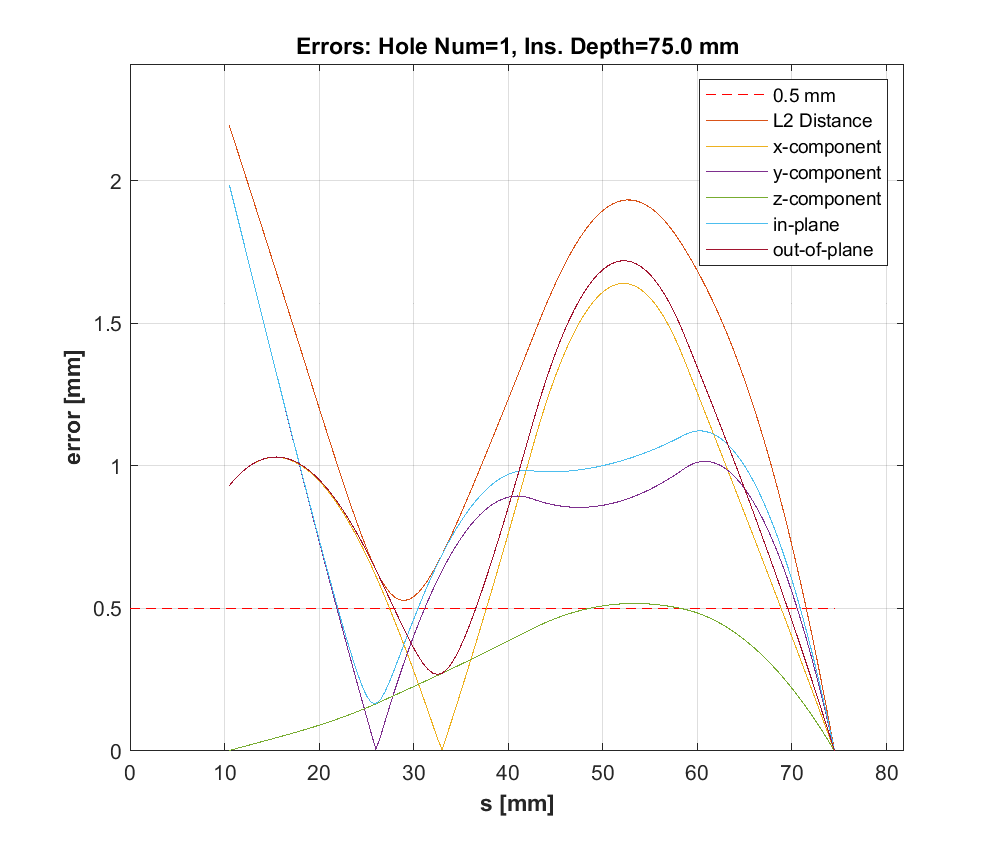 Errors: Hole Num=1, Ins. Depth=75.0 mm
0.5 mm
L2 Distance
x-component
y-component
z-component
in-plane
out-of-plane
error [mm]
2
1.5
1
0.5
0
0 10 20 30 40 50 60 70 80
s [mm]